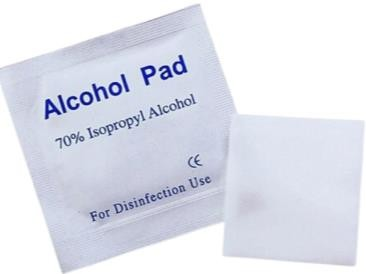 Alcohol Pad
70% Isopropyl Alcohol
CE
For Disinfection Use